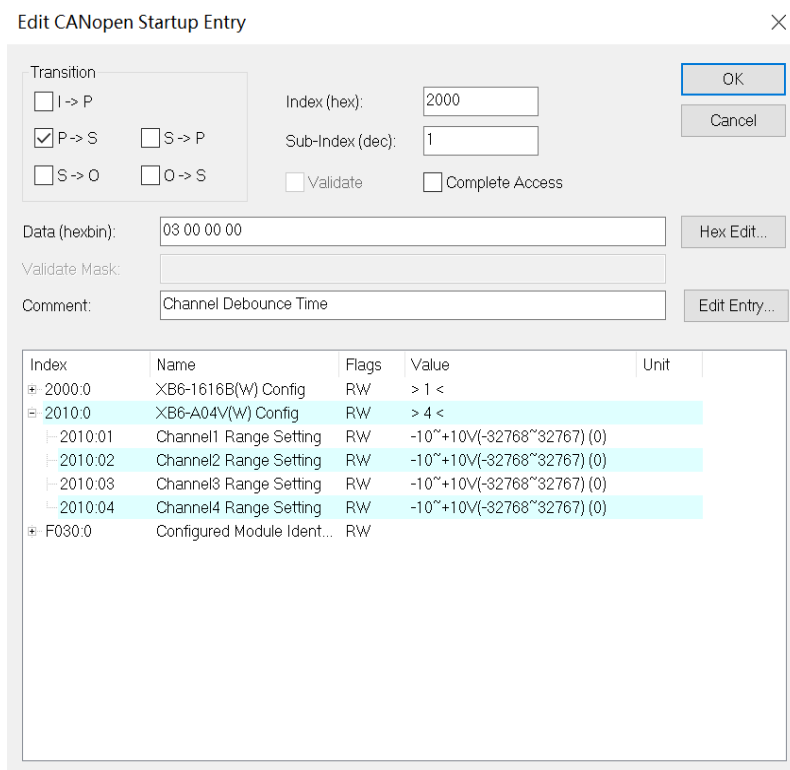 Edit CANopen Startup Entry
Transition
I -> P
P -> S
S -> P
S -> O
O -> S
Index (hex):
2000
Sub-Index (dec):
1
Validate
Complete Access
OK
Cancel
Data (hexbin):
03 00 00 00
Hex Edit...
Validate Mask:
Comment:
Channel Debounce Time
Edit Entry...
Index Name Flags Value Unit
2000:0 XB6-1616B(W) Config RW > 1 <
2010:0 XB6-A04V(W) Config RW > 4 <
2010:01 Channel1 Range Setting RW -10~+10V(-32768~32767) (0)
2010:02 Channel2 Range Setting RW -10~+10V(-32768~32767) (0)
2010:03 Channel3 Range Setting RW -10~+10V(-32768~32767) (0)
2010:04 Channel4 Range Setting RW -10~+10V(-32768~32767) (0)
F030:0 Configured Module Ident... RW